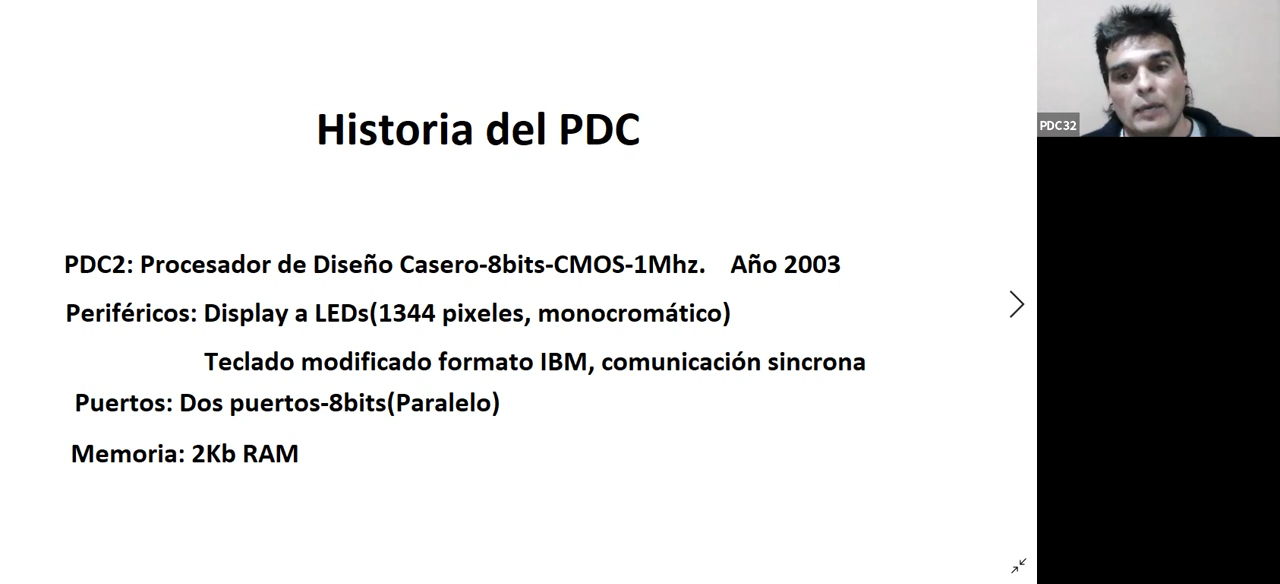 Historia del PDC
PDC2: Procesador de Diseño Casero-8bits-CMOS-1Mhz. Año 2003
Periféricos: Display a LEDs(1344 pixeles, monocromático)
Teclado modificado formato IBM, comunicación sincrona
Puertos: Dos puertos-8bits(Paralelo)
Memoria: 2Kb RAM
PDC32